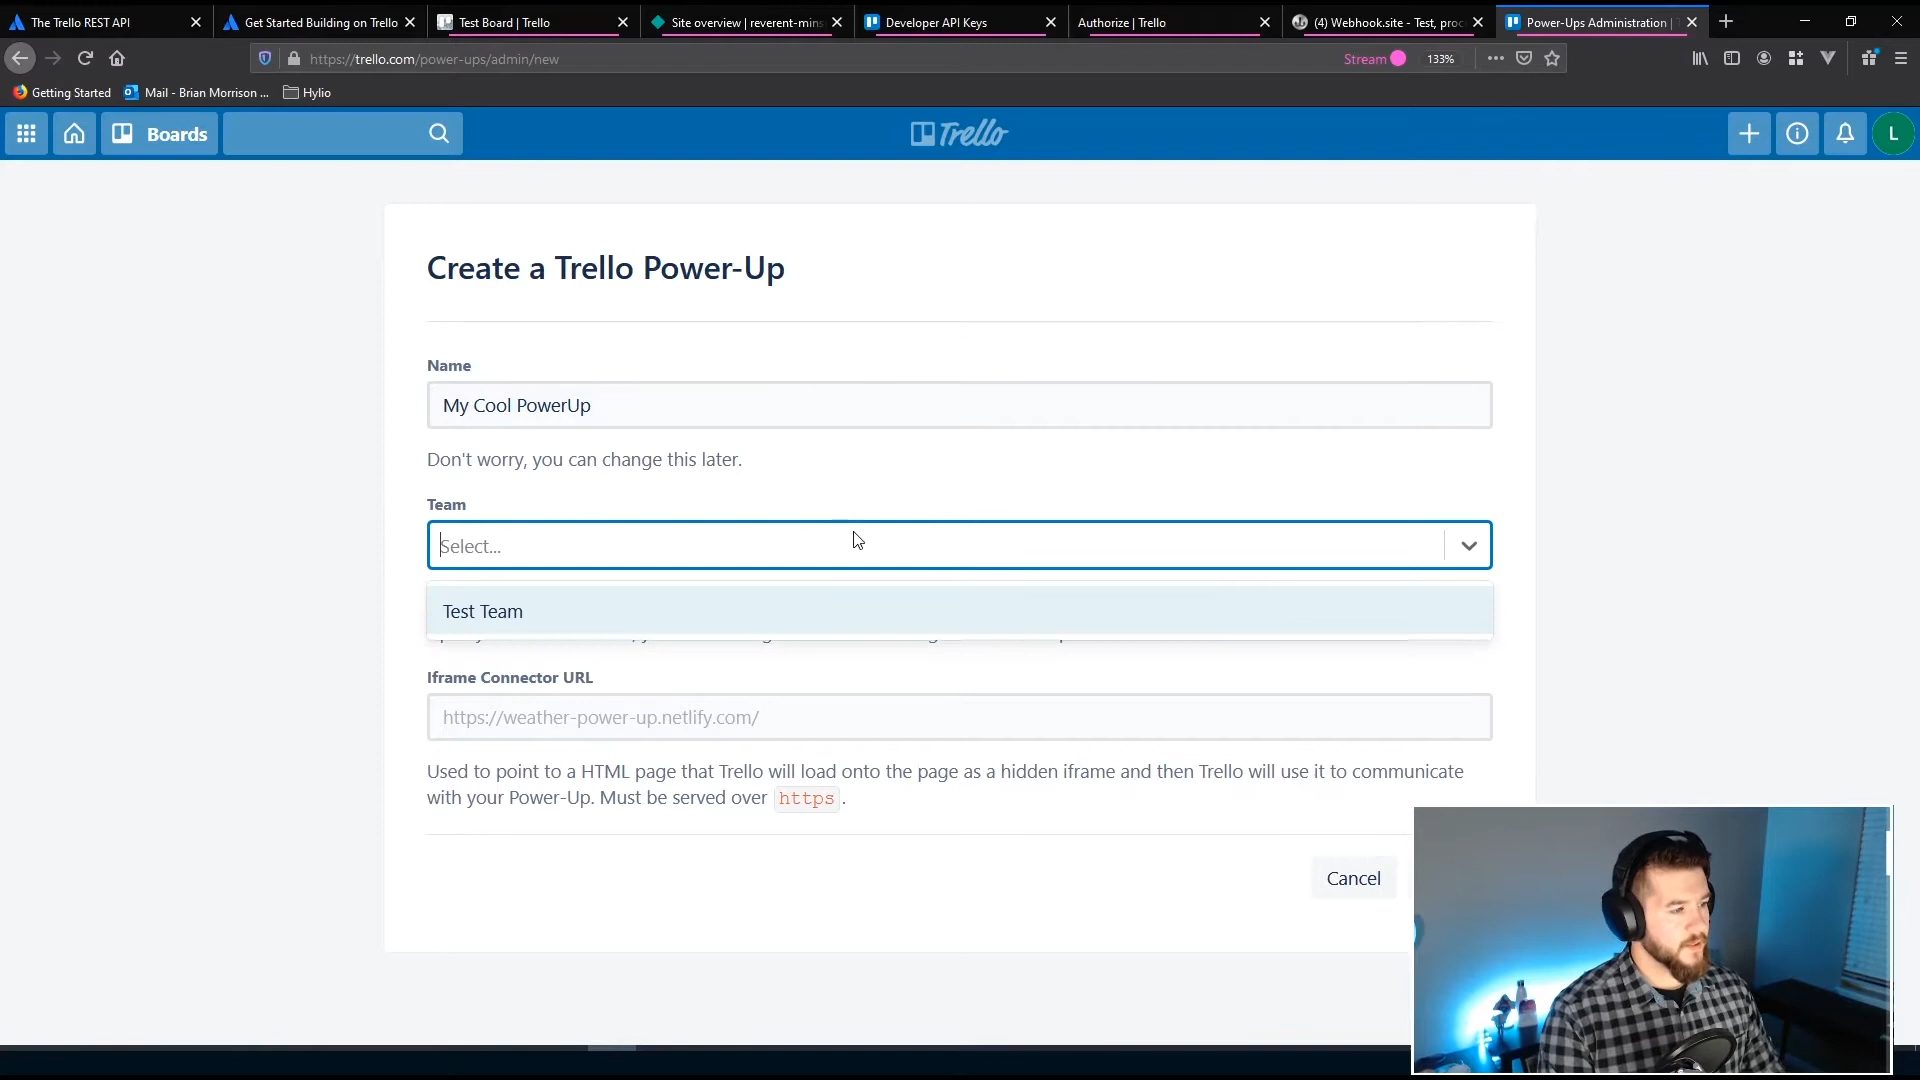 The Trello REST API
Get Started Building on Trello
Test Board | Trello
Site overview | reverent-mins
Developer API Keys
Authorize | Trello
(4) Webhook.site - Test, proc
Power-Ups Administration |
https://trello.com/power-ups/admin/new
Stream
133%
Getting Started
Mail - Brian Morrison ...
Hylio
Boards
Trello
L
Create a Trello Power-Up
Name
My Cool PowerUp
Don't worry, you can change this later.
Team
Select...
Test Team
Iframe Connector URL
https://weather-power-up.netlify.com/
Used to point to a HTML page that Trello will load onto the page as a hidden iframe and then Trello will use it to communicate
with your Power-Up. Must be served over https.
Cancel